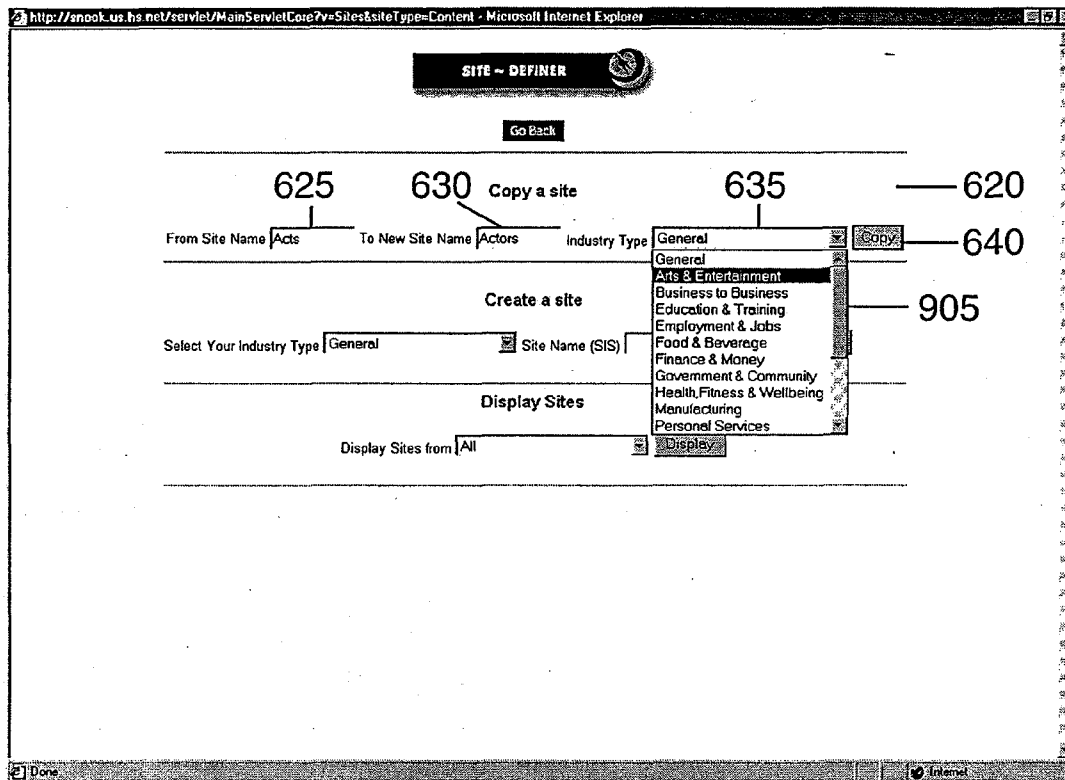 http://snook.us.hs.net/servlet/MainServletCore?v=Sites&siteType=Content - Microsoft Internet Explorer
SITE ~ DEFINER
Go Back
625 630 Copy a site 635 620
From Site Name Acts To New Site Name Actors Industry Type General Copy 640
General
Arts & Entertainment
Create a site Business to Business 905
Education & Training
Select Your Industry Type General Site Name (SIS) Employment & Jobs
Food & Beverage
Finance & Money
Government & Community
Display Sites Health,Fitness & Wellbeing
Manufacturing
Personal Services
Display Sites from All Display
Done Internet